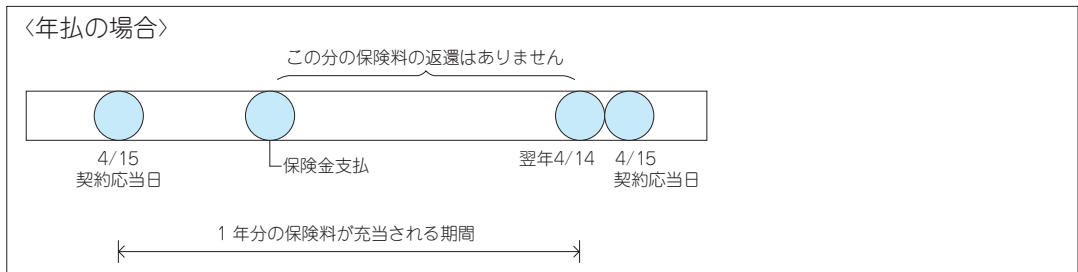 〈年払の場合〉
この分の保険料の返還はありません
4/15
契約応当日
保険金支払
翌年4/14
4/15
契約応当日
1年分の保険料が充当される期間